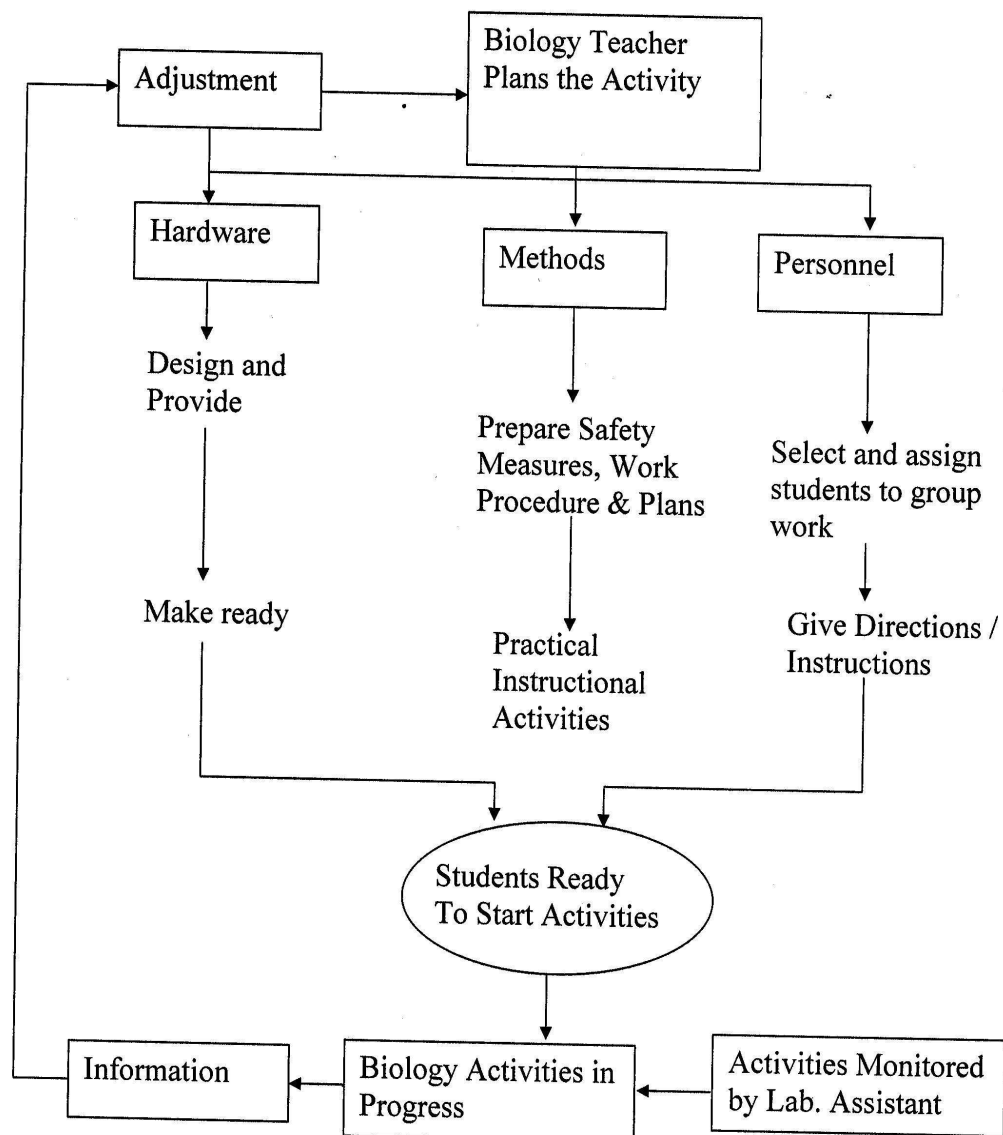 Biology Teacher
Plans the Activity
Adjustment
Hardware
Methods
Personnel
Design and
Provide
Prepare Safety
Measures, Work
Procedure & Plans
Select and assign
students to group
work
Make ready
Practical
Instructional
Activities
Give Directions /
Instructions
Students Ready
To Start Activities
Information
Biology Activities in
Progress
Activities Monitored
by Lab. Assistant